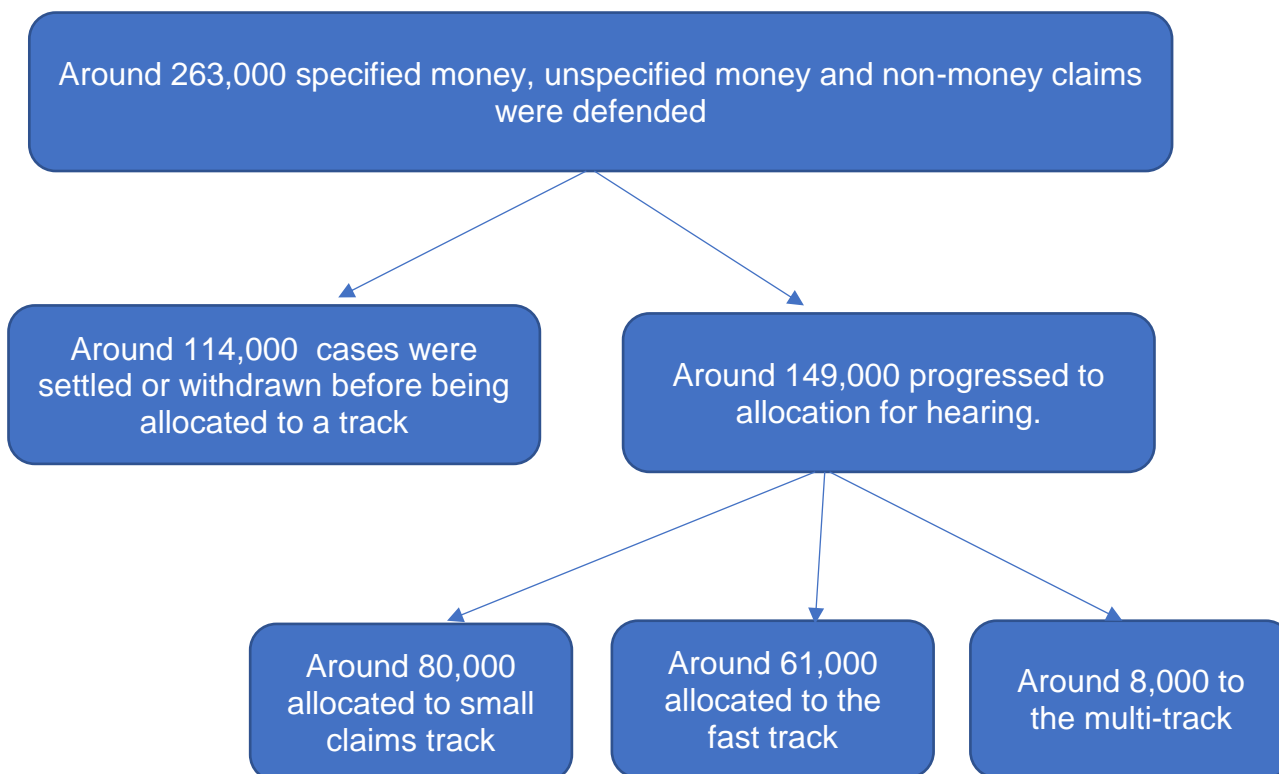 Around 263,000 specified money, unspecified money and non-money claims
were defended
Around 114,000  cases were
settled or withdrawn before being
allocated to a track
Around 149,000 progressed to
allocation for hearing.
Around 80,000
allocated to small
claims track
Around 61,000
allocated to the
fast track
Around 8,000 to
the multi-track